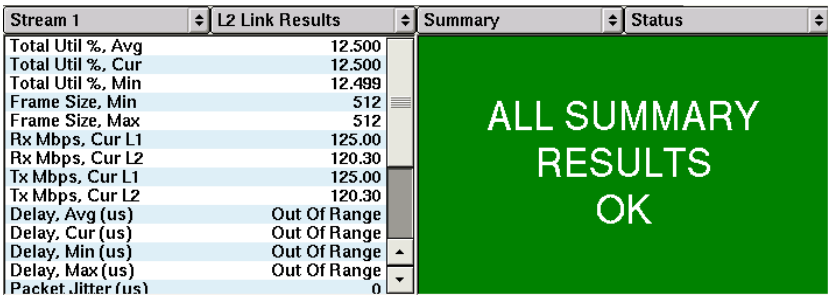 Stream 1 L2 Link Results Summary Status
Total Util %, Avg 12.500
Total Util %, Cur 12.500
Total Util %, Min 12.499
Frame Size, Min 512
Frame Size, Max 512
Rx Mbps, Cur L1 125.00
Rx Mbps, Cur L2 120.30
Tx Mbps, Cur L1 125.00
Tx Mbps, Cur L2 120.30
Delay, Avg (us) Out Of Range
Delay, Cur (us) Out Of Range
Delay, Min (us) Out Of Range
Delay, Max (us) Out Of Range
Packet Jitter (us) 0
ALL SUMMARY
RESULTS
OK